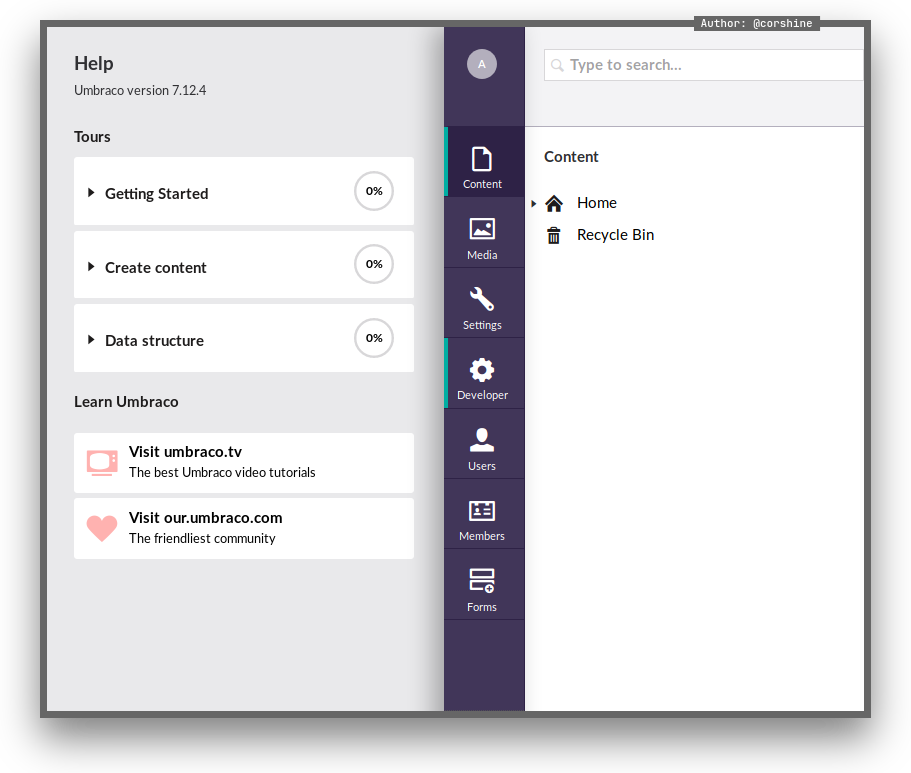 Author: @corshine
Help
Umbraco version 7.12.4
Tours
Getting Started
0%
Create content
0%
Data structure
0%
Learn Umbraco
Visit umbraco.tv
The best Umbraco video tutorials
Visit our.umbraco.com
The friendliest community
A
Content
Media
Settings
Developer
Users
Members
Forms
Type to search...
Content
Home
Recycle Bin